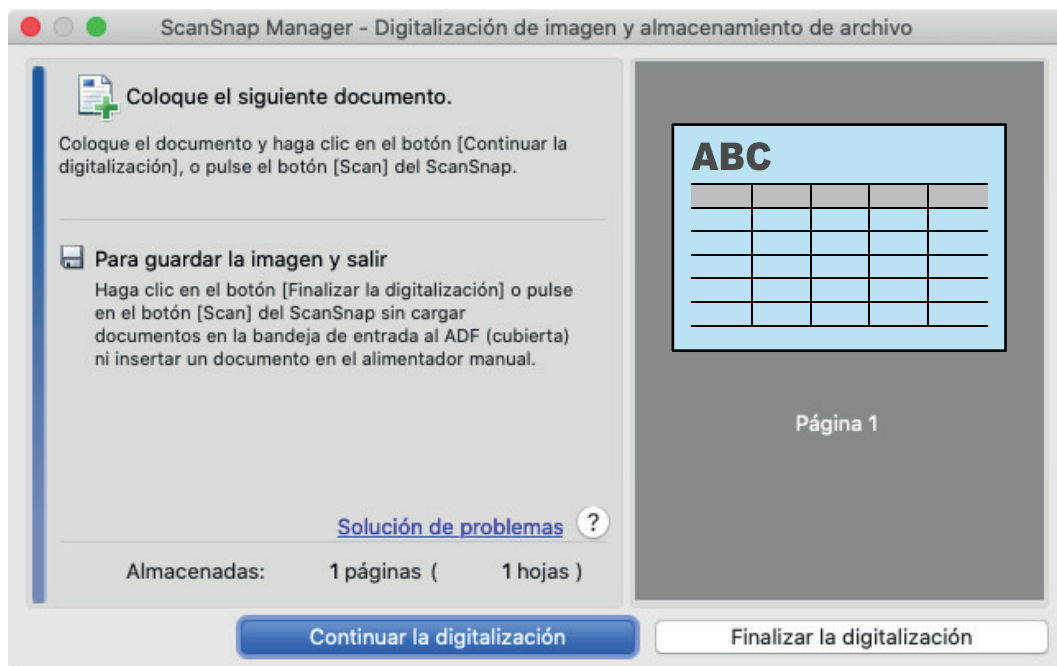 ScanSnap Manager - Digitalización de imagen y almacenamiento de archivo
Coloque el siguiente documento.
Coloque el documento y haga clic en el botón [Continuar la
digitalización], o pulse el botón [Scan] del ScanSnap.
Para guardar la imagen y salir
Haga clic en el botón [Finalizar la digitalización] o pulse
en el botón [Scan] del ScanSnap sin cargar
documentos en la bandeja de entrada al ADF (cubierta)
ni insertar un documento en el alimentador manual.
Solución de problemas ?
Almacenadas: 1 páginas ( 1 hojas )
ABC
Página 1
Continuar la digitalización
Finalizar la digitalización